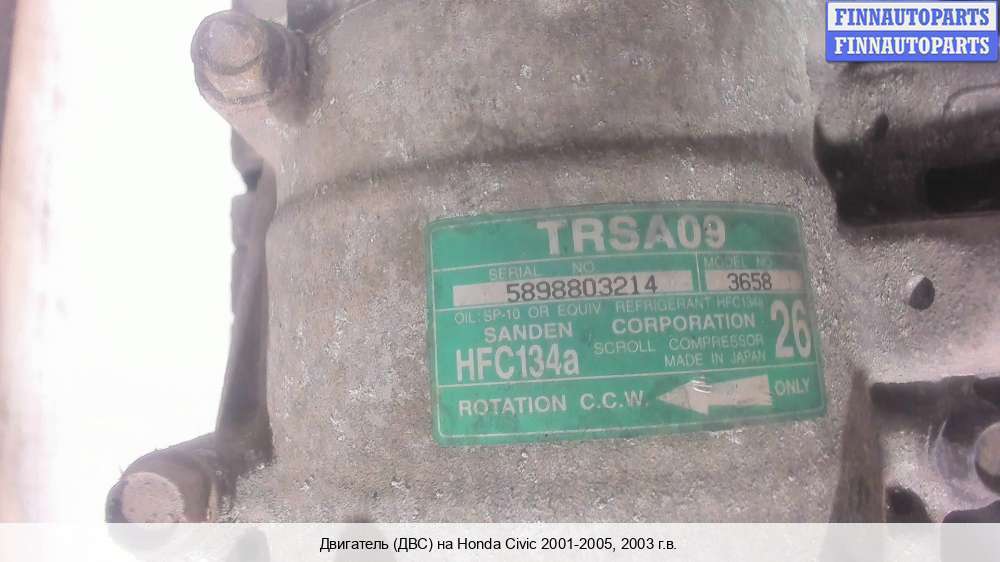 FINNAUTOPARTS
FINNAUTOPARTS
TRSA09
SERIAL NO. MODEL NO.
5898803214 3658
OIL: SP-10 OR EQUIV REFRIGERANT HFC134a
SANDEN CORPORATION 26
HFC134a SCROLL COMPRESSOR
MADE IN JAPAN
ROTATION C.C.W. ONLY
Двигатель (ДВС) на Honda Civic 2001-2005, 2003 г.в.